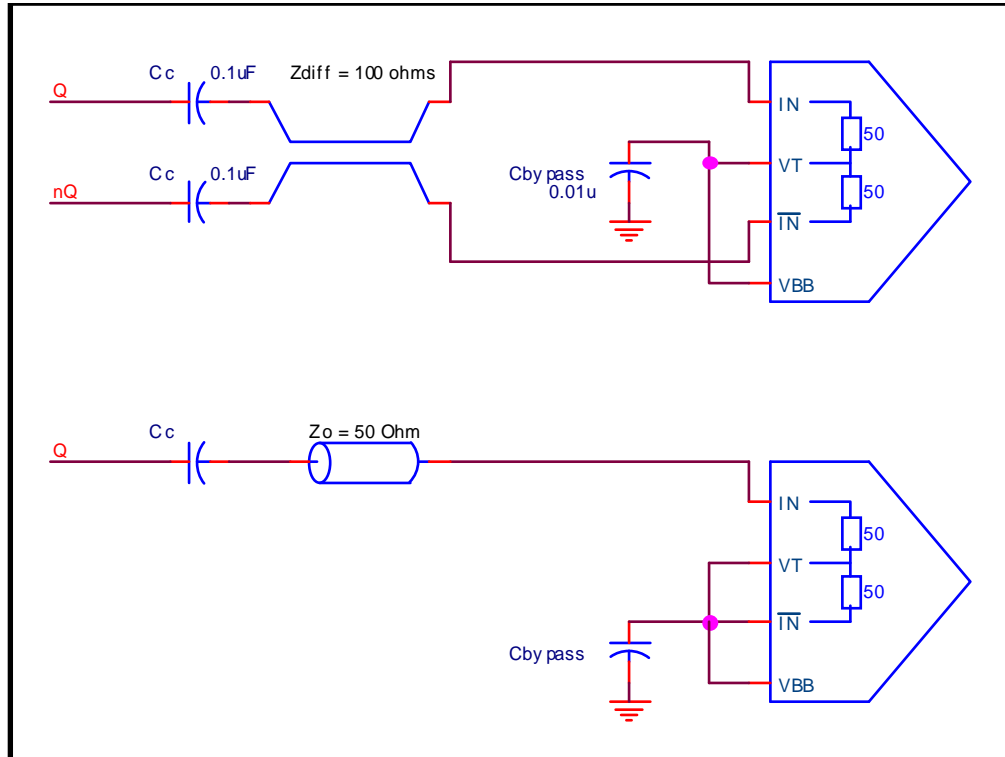 Cc 0.1uF Zdiff = 100 ohms
Q
IN
50
Cbypass
0.01u
VT
Cc 0.1uF
nQ
50
IN
VBB
Cc Zo = 50 Ohm
Q
IN
50
VT
50
IN
Cbypass
VBB